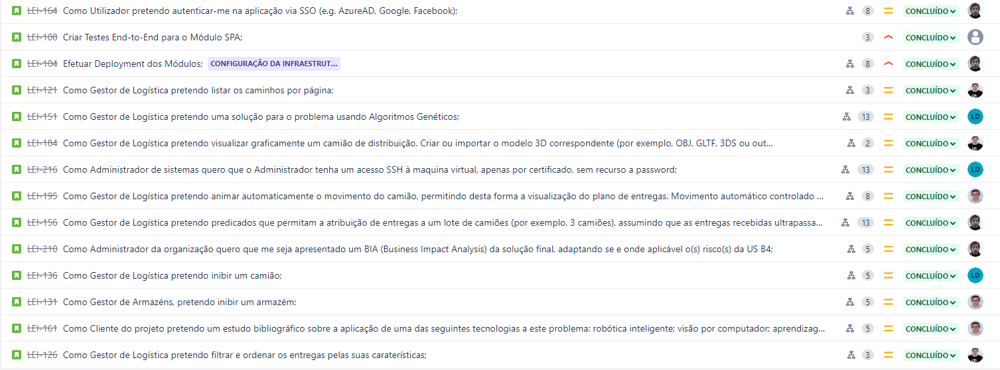 LEI-164 Como Utilizador pretendo autenticar-me na aplicação via SSO (e.g. AzureAD, Google, Facebook); 8 CONCLUÍDO
LEI-108 Criar Testes End-to-End para o Módulo SPA; 3 CONCLUÍDO
LEI-104 Efetuar Deployment dos Módulos; CONFIGURAÇÃO DA INFRAESTRUT... 8 CONCLUÍDO
LEI-121 Como Gestor de Logística pretendo listar os caminhos por página; 3 CONCLUÍDO
LEI-151 Como Gestor de Logística pretendo uma solução para o problema usando Algoritmos Genéticos; 13 CONCLUÍDO LD
LEI-184 Como Gestor de Logística pretendo visualizar graficamente um camião de distribuição. Criar ou importar o modelo 3D correspondente (por exemplo, OBJ, GLTF, 3DS ou out... 2 CONCLUÍDO
LEI-216 Como Administrador de sistemas quero que o Administrador tenha um acesso SSH à maquina virtual, apenas por certificado, sem recurso a password; 13 CONCLUÍDO LD
LEI-195 Como Gestor de Logística pretendo animar automaticamente o movimento do camião, permitindo desta forma a visualização do plano de entregas. Movimento automático controlado ... 8 CONCLUÍDO
LEI-156 Como Gestor de Logística pretendo predicados que permitam a atribuição de entregas a um lote de camiões (por exemplo, 3 camiões), assumindo que as entregas recebidas ultrapassa... 13 CONCLUÍDO
LEI-210 Como Administrador da organização quero que me seja apresentado um BIA (Business Impact Analysis) da solução final, adaptando se e onde aplicável o(s) risco(s) da US B4; 5 CONCLUÍDO
LEI-136 Como Gestor de Logística pretendo inibir um camião; 5 CONCLUÍDO LD
LEI-131 Como Gestor de Armazéns, pretendo inibir um armazém; 5 CONCLUÍDO
LEI-161 Como Cliente do projeto pretendo um estudo bibliográfico sobre a aplicação de uma das seguintes tecnologias a este problema: robótica inteligente; visão por computador; aprendizag... 5 CONCLUÍDO
LEI-126 Como Gestor de Logística pretendo filtrar e ordenar os entregas pelas suas caraterísticas; 3 CONCLUÍDO